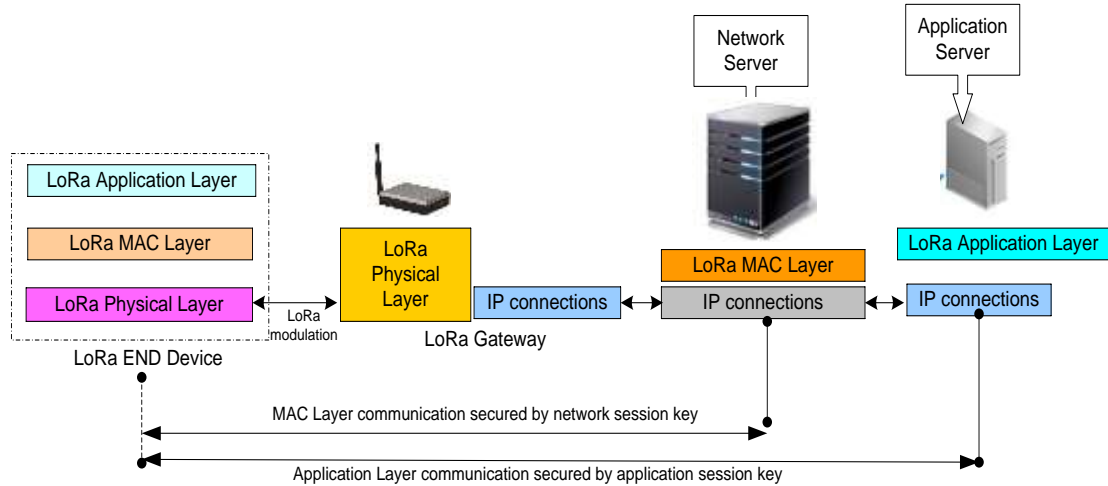 Network
Server
Application
Server
LoRa Application Layer
LoRa MAC Layer
LoRa Physical Layer
LoRa END Device
LoRa
modulation
LoRa
Physical
Layer
IP connections
LoRa Gateway
LoRa MAC Layer
IP connections
LoRa Application Layer
IP connections
MAC Layer communication secured by network session key
Application Layer communication secured by application session key